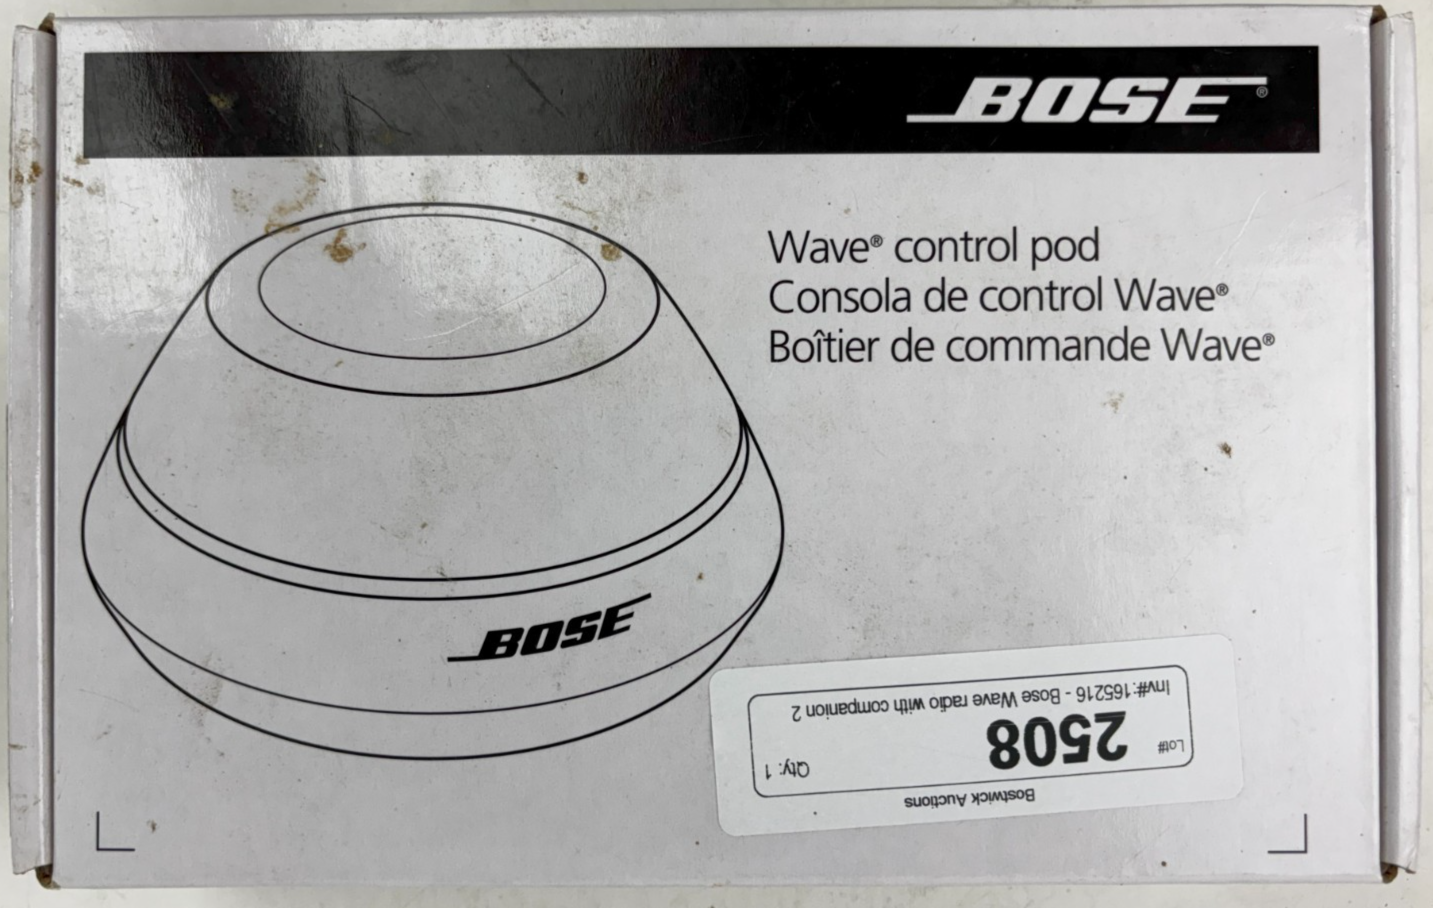 BOSE®
Wave® control pod
Consola de control Wave®
Boîtier de commande Wave®
BOSE
Bostwick Auctions
Lot# 2508 Qty: 1
Inv#:165216 - Bose Wave radio with companion 2